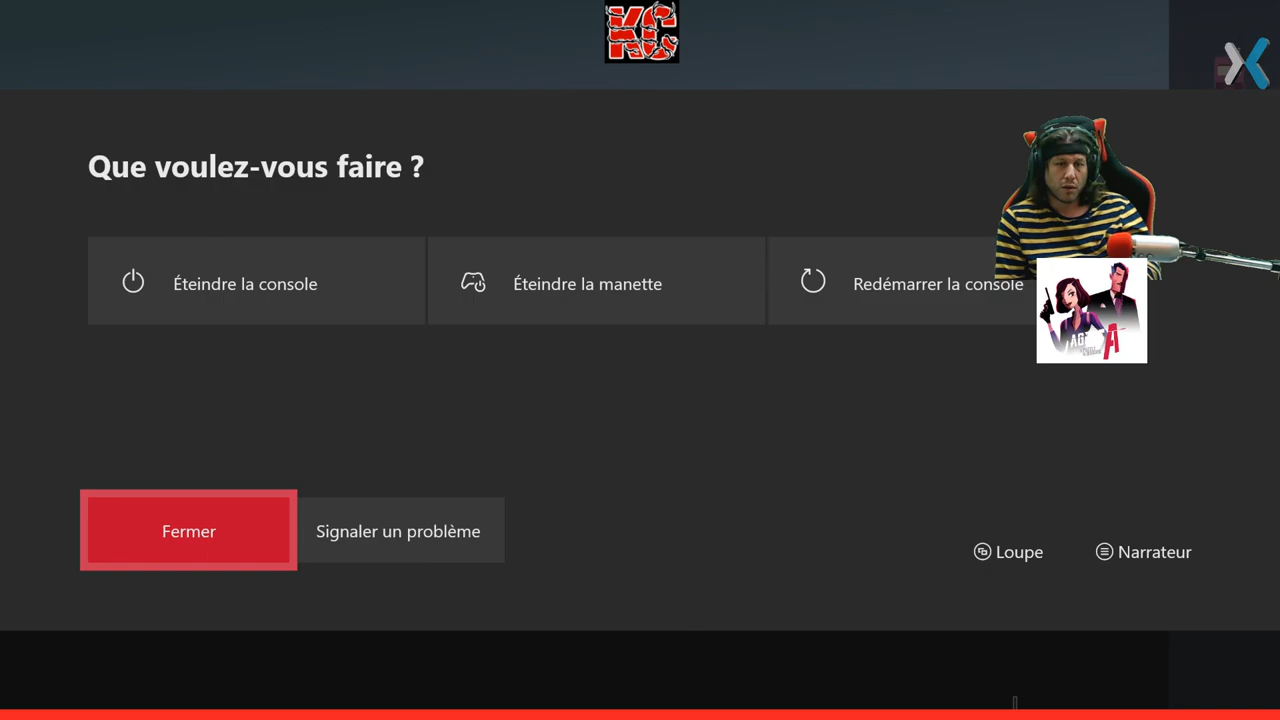 KC
Que voulez-vous faire ?
Éteindre la console
Éteindre la manette
Redémarrer la console
AG
A
Fermer
Signaler un problème
Loupe
Narrateur